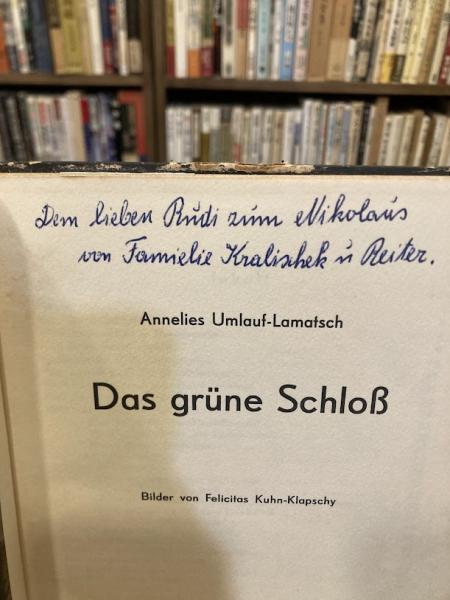 Dem lieben Rudi zum Nikolaus
von Familie Kralischek u Reiter.
Annelies Umlauf-Lamatsch
Das grüne Schloß
Bilder von Felicitas Kuhn-Klapschy